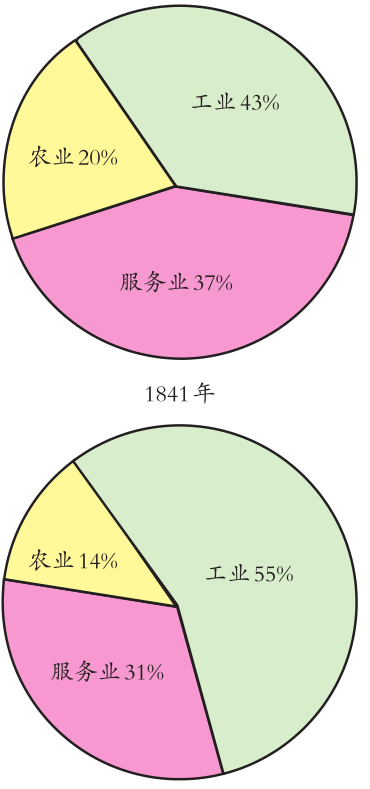 工业 43%
农业 20%
服务业 37%
1841 年
农业 14%
工业 55%
服务业 31%